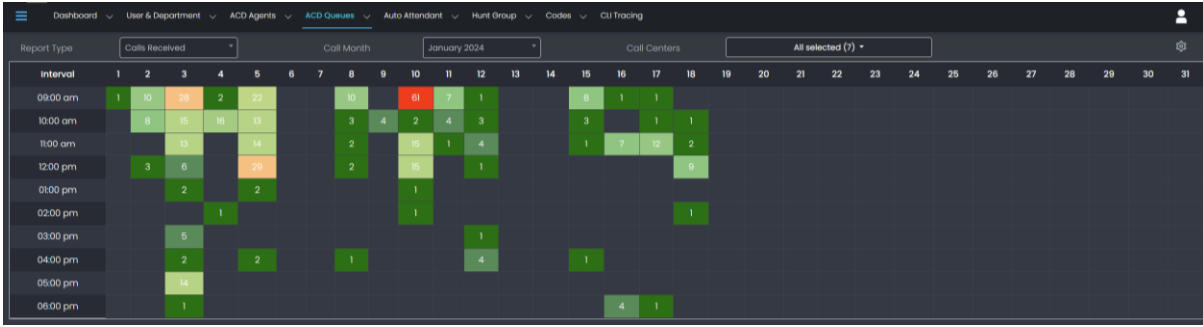 Dashboard User & Department ACD Agents ACD Queues Auto Attendant Hunt Group Codes CLI Tracing
Report Type Calls Received Call Month January 2024 Call Centers All selected (7)
Interval 1 2 3 4 5 6 7 8 9 10 11 12 13 14 15 16 17 18 19 20 21 22 23 24 25 26 27 28 29 30 31
09:00 am 1 10 28 2 22 10 61 7 1 8 1 1
10:00 am 8 15 16 13 3 4 2 4 3 3 1 1
11:00 am 13 14 2 15 1 4 1 7 12 2
12:00 pm 3 6 29 2 15 1 9
01:00 pm 2 2 1
02:00 pm 1 1 1
03:00 pm 5 1
04:00 pm 2 2 1 4 1
05:00 pm 14
06:00 pm 1 4 1